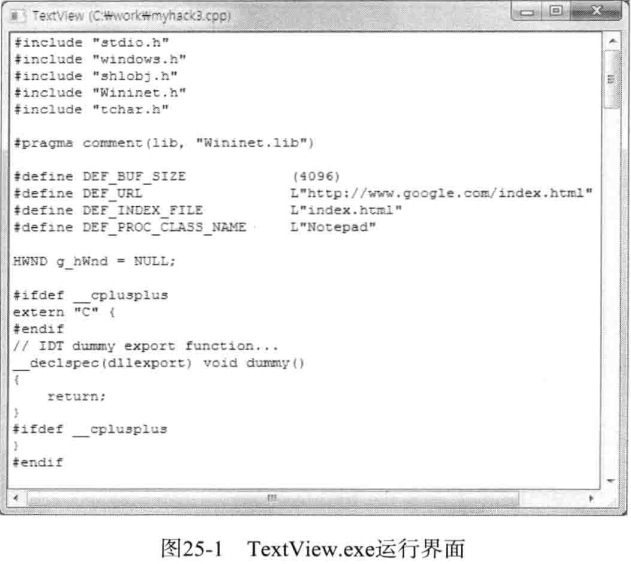 TextView (C:₩work₩myhack3.cpp)
#include "stdio.h"
#include "windows.h"
#include "shlobj.h"
#include "Wininet.h"
#include "tchar.h"
#pragma comment(lib, "Wininet.lib")
#define DEF_BUF_SIZE (4096)
#define DEF_URL L"http://www.google.com/index.html"
#define DEF_INDEX_FILE L"index.html"
#define DEF_PROC_CLASS_NAME L"Notepad"
HWND g_hWnd = NULL;
#ifdef __cplusplus
extern "C" {
#endif
// IDT dummy export function...
__declspec(dllexport) void dummy()
{
    return;
}
#ifdef __cplusplus
}
#endif
图25-1 TextView.exe运行界面